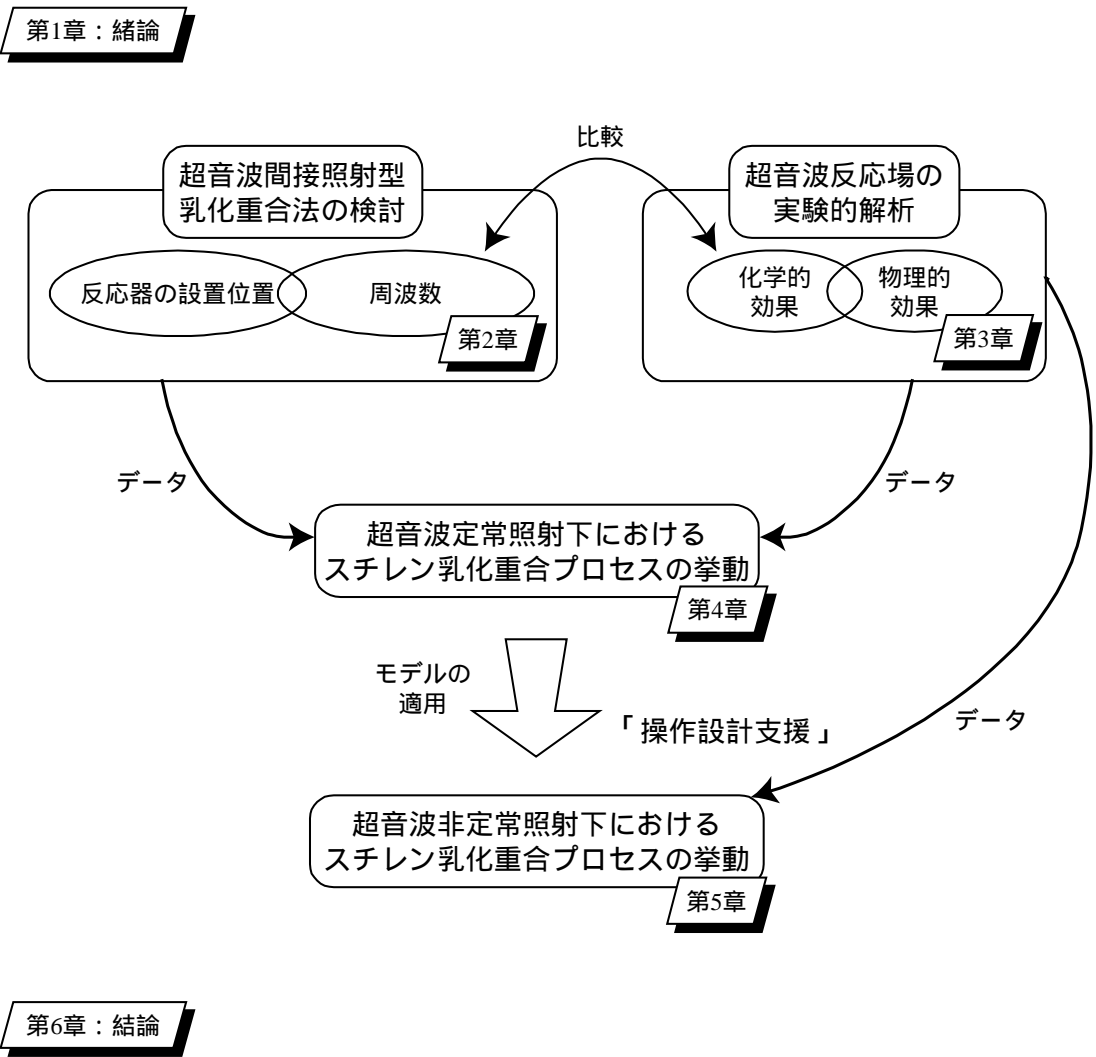 第1章：緒論
比較
超音波間接照射型
乳化重合法の検討
反応器の設置位置
周波数
第2章
超音波反応場の
実験的解析
化学的
効果
物理的
効果
第3章
データ
データ
超音波定常照射下における
スチレン乳化重合プロセスの挙動
第4章
モデルの
適用
「操作設計支援」
データ
超音波非定常照射下における
スチレン乳化重合プロセスの挙動
第5章
第6章：結論